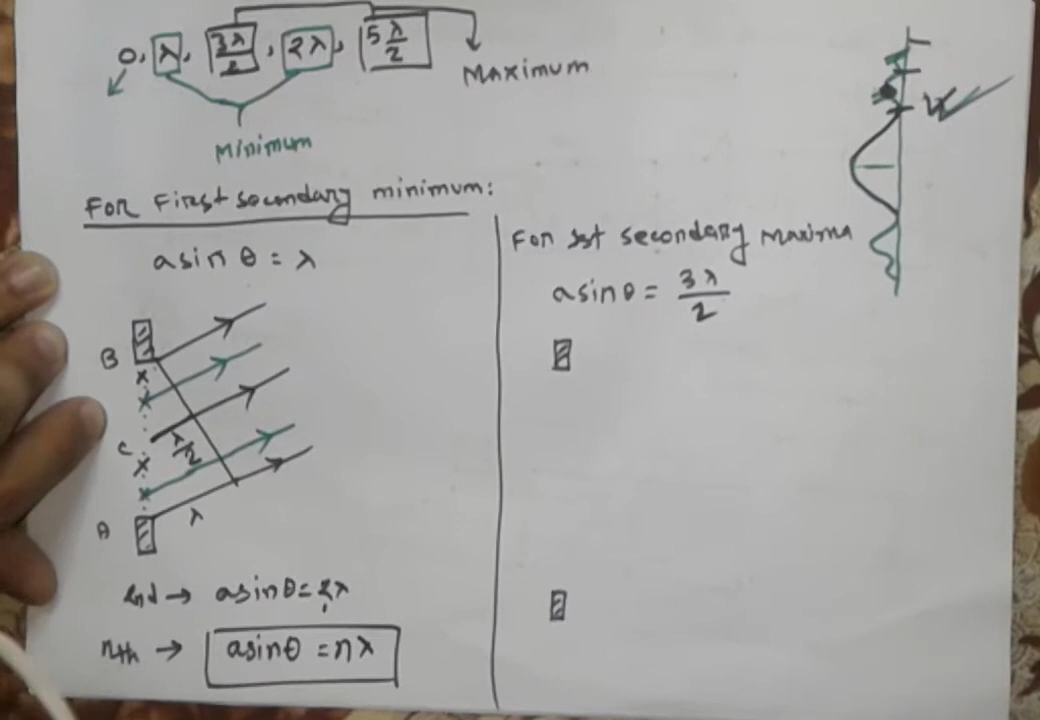 0, λ, 3λ/2, 2λ, 5λ/2
Maximum
Minimum
For First secondary minimum:
a sin θ = λ
B
C
λ/2
A
λ
2nd → a sin θ = 2λ
nth → a sin θ = nλ
For 1st secondary Maxima
a sin θ = 3λ/2